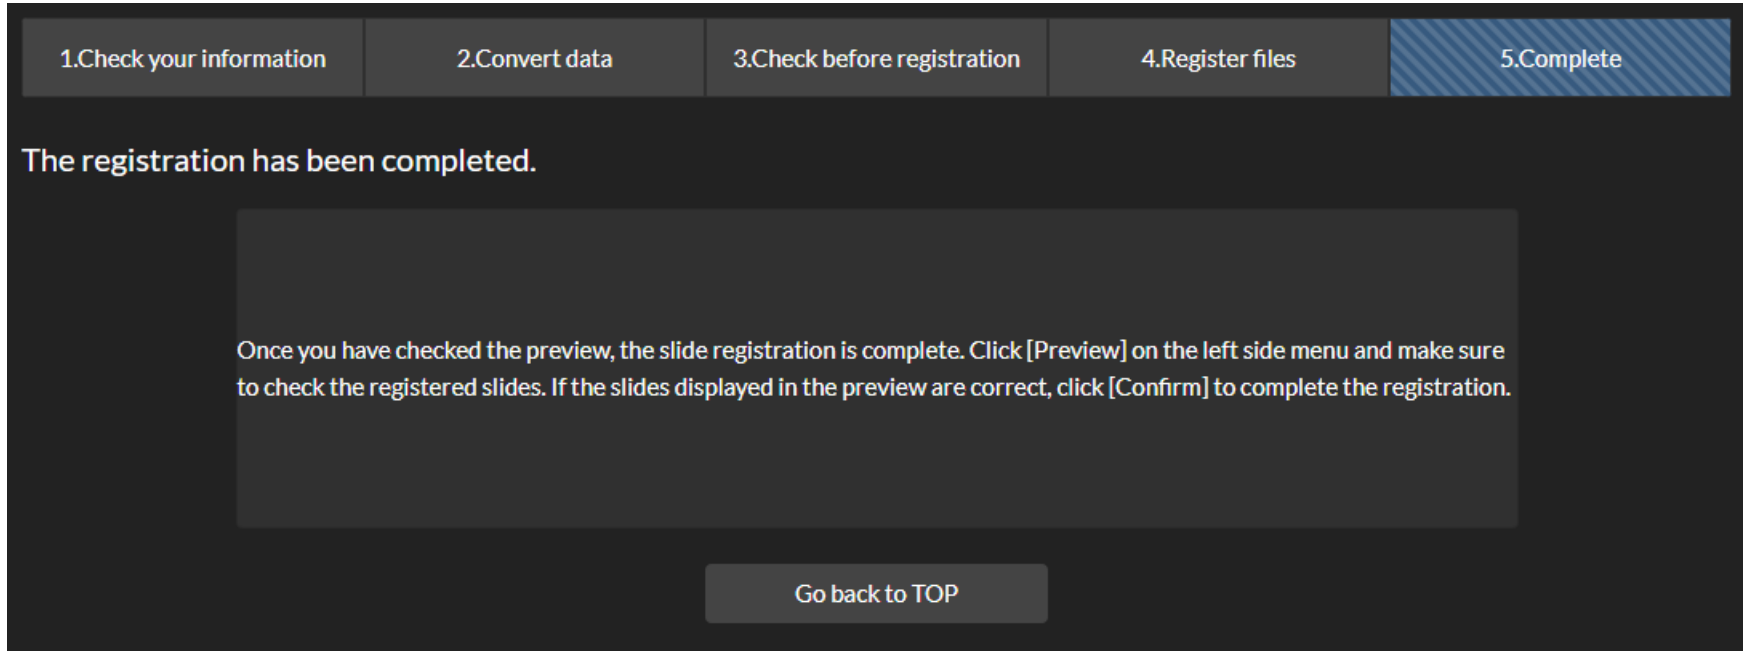 1.Check your information
2.Convert data
3.Check before registration
4.Register files
5.Complete
The registration has been completed.
Once you have checked the preview, the slide registration is complete. Click [Preview] on the left side menu and make sure
to check the registered slides. If the slides displayed in the preview are correct, click [Confirm] to complete the registration.
Go back to TOP